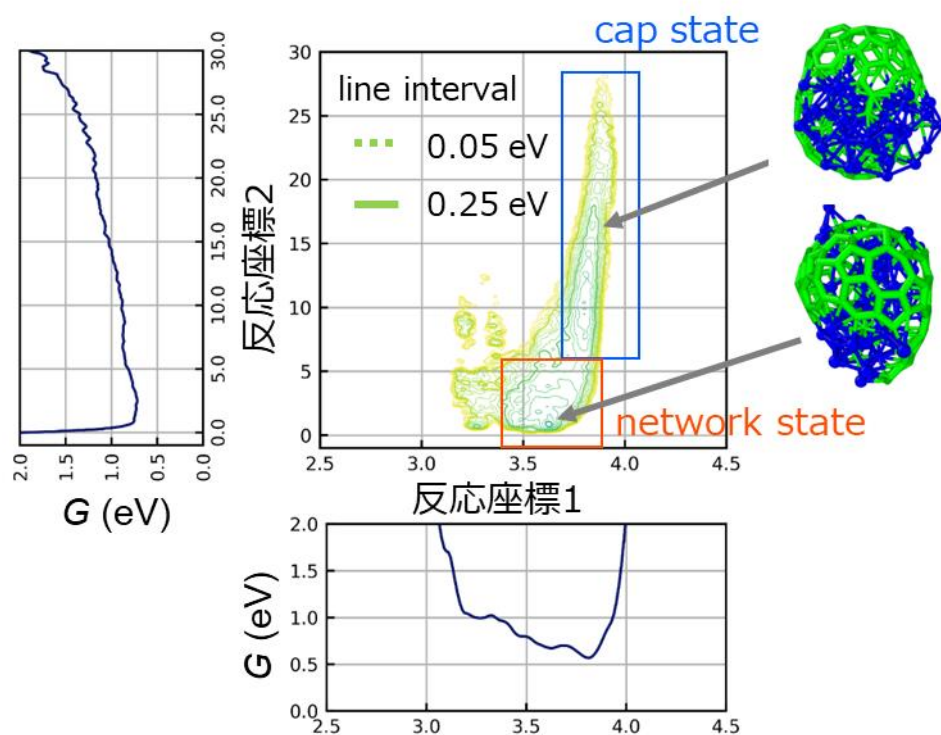 cap state
line interval
0.05 eV
0.25 eV
network state
反応座標2
30
25
20
15
10
5
0
2.5 3.0 3.5 4.0 4.5
反応座標1
30.0
25.0
20.0
15.0
10.0
5.0
0.0
2.0 1.5 1.0 0.5 0.0
G (eV)
G (eV)
2.0
1.5
1.0
0.5
0.0
2.5 3.0 3.5 4.0 4.5